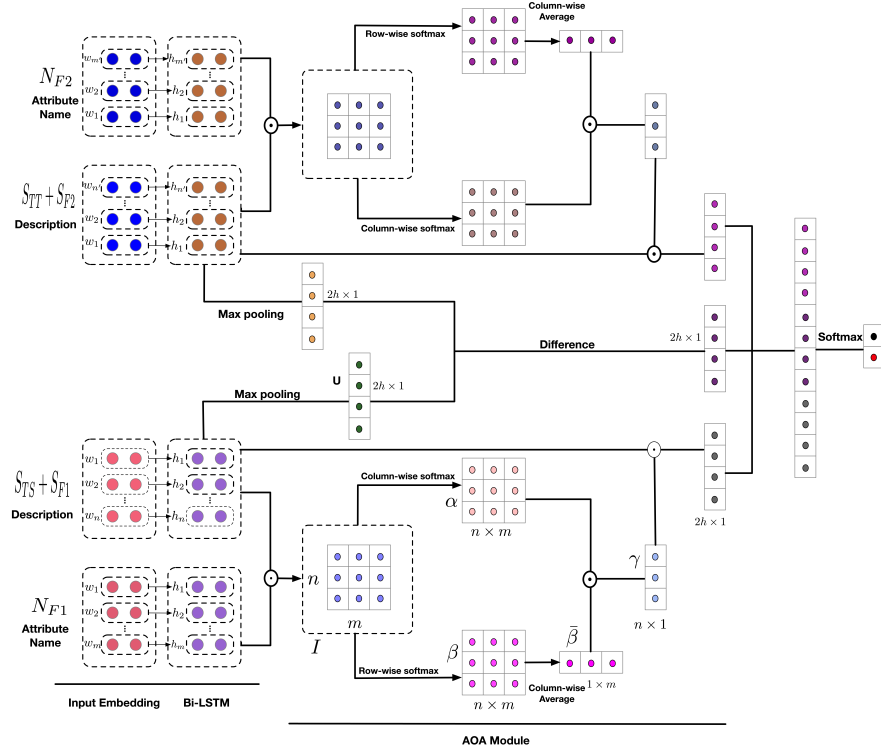 Column-wise
Average
Row-wise softmax
w_{m'} h_{m'}
N_{F2}
Attribute
Name
w_2 h_2
w_1 h_1
S_{TT}+S_{F2}
Description
w_{n'} h_{n'}
w_2 h_2
w_1 h_1
Column-wise softmax
Max pooling
2h × 1
Difference
2h × 1
Softmax
U
2h × 1
Max pooling
S_{TS}+S_{F1}
Description
w_1 h_1
w_2 h_2
w_n h_n
Column-wise softmax
α
n × m
2h × 1
n
m
I
γ
n × 1
N_{F1}
Attribute
Name
w_1 h_1
w_2 h_2
w_m h_m
Row-wise softmax
β
n × m
β̄
1 × m
Column-wise
Average
Input Embedding
Bi-LSTM
AOA Module